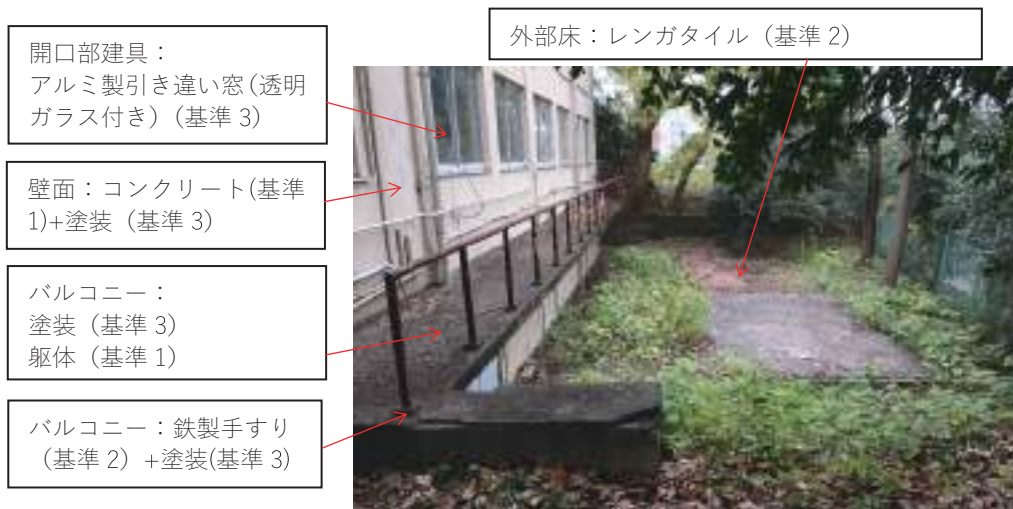 外部床：レンガタイル（基準 2）
開口部建具：
アルミ製引き違い窓(透明
ガラス付き）(基準 3）
壁面：コンクリート(基準
1)+塗装（基準 3）
バルコニー：
塗装（基準 3）
躯体（基準 1）
バルコニー：鉄製手すり
（基準 2）+塗装(基準 3)